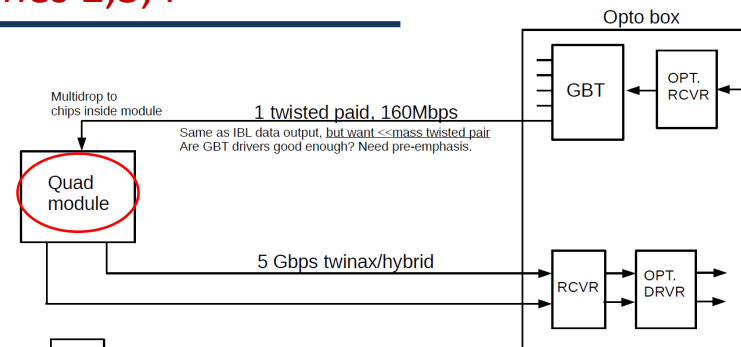 Opto box
GBT
OPT.
RCVR
Multidrop to
chips inside module
1 twisted paid, 160Mbps
Same as IBL data output, but want <<mass twisted pair
Are GBT drivers good enough? Need pre-emphasis.
Quad
module
5 Gbps twinax/hybrid
RCVR
OPT.
DRVR